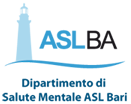 ASLBA
Dipartimento di
Salute Mentale ASL Bari